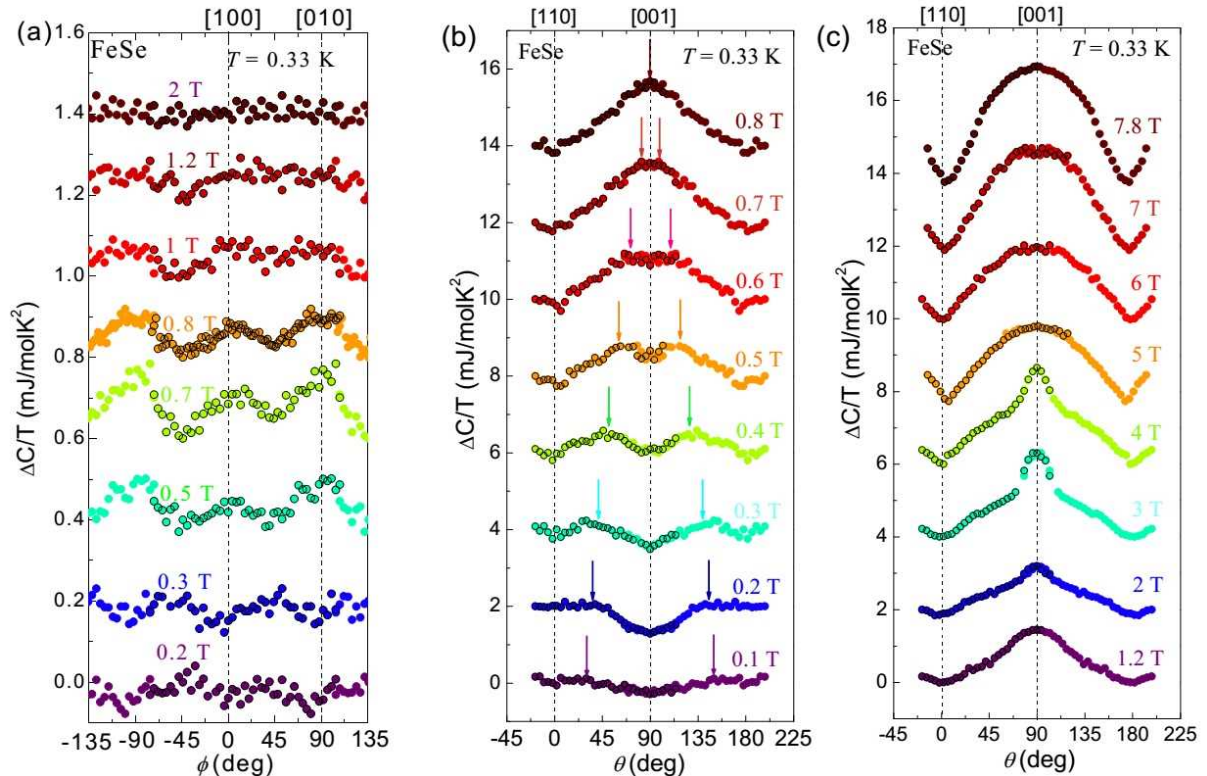 (a)
[100] [010]
FeSe
T = 0.33 K
2 T
1.2 T
1 T
0.8 T
0.7 T
0.5 T
0.3 T
0.2 T
1.6
1.4
1.2
1.0
0.8
0.6
0.4
0.2
0.0
ΔC/T (mJ/molK²)
-135 -90 -45 0 45 90 135
ϕ(deg)
(b)
[110] [001]
FeSe
T = 0.33 K
0.8 T
0.7 T
0.6 T
0.5 T
0.4 T
0.3 T
0.2 T
0.1 T
16
14
12
10
8
6
4
2
0
ΔC/T (mJ/molK²)
-45 0 45 90 135 180 225
θ(deg)
(c)
[110] [001]
FeSe
T = 0.33 K
7.8 T
7 T
6 T
5 T
4 T
3 T
2 T
1.2 T
18
16
14
12
10
8
6
4
2
0
ΔC/T (mJ/molK²)
-45 0 45 90 135 180 225
θ(deg)